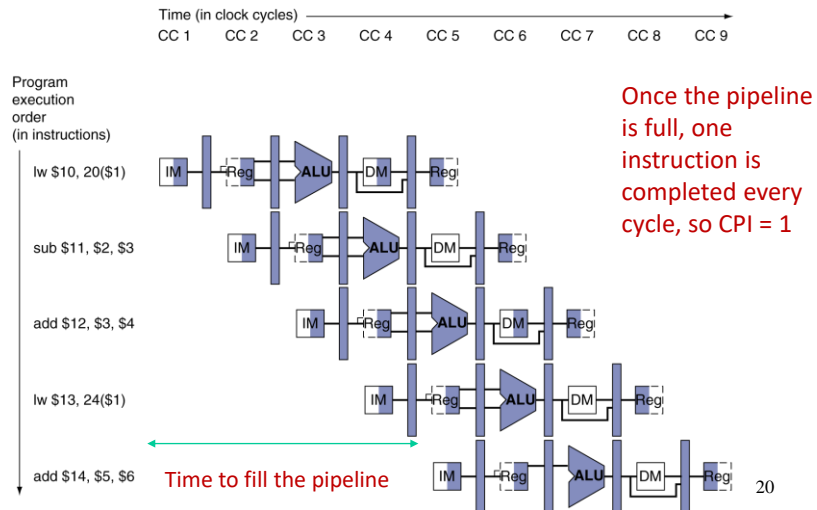 Time (in clock cycles)
CC 1 CC 2 CC 3 CC 4 CC 5 CC 6 CC 7 CC 8 CC 9
Program
execution
order
(in instructions)
Once the pipeline
is full, one
instruction is
completed every
cycle, so CPI = 1
lw $10, 20($1)
IM Reg ALU DM Reg
sub $11, $2, $3
IM Reg ALU DM Reg
add $12, $3, $4
IM Reg ALU DM Reg
lw $13, 24($1)
IM Reg ALU DM Reg
add $14, $5, $6
IM Reg ALU DM Reg
Time to fill the pipeline
20